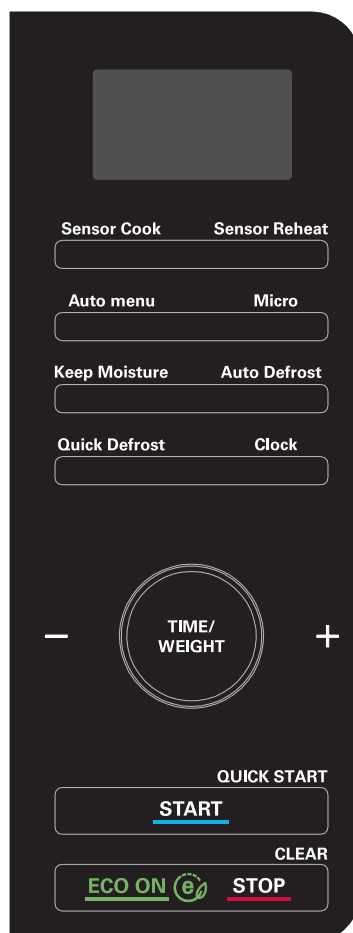 Sensor Cook Sensor Reheat
Auto menu Micro
Keep Moisture Auto Defrost
Quick Defrost Clock
TIME/
– WEIGHT +
QUICK START
START
CLEAR
ECO ON e STOP